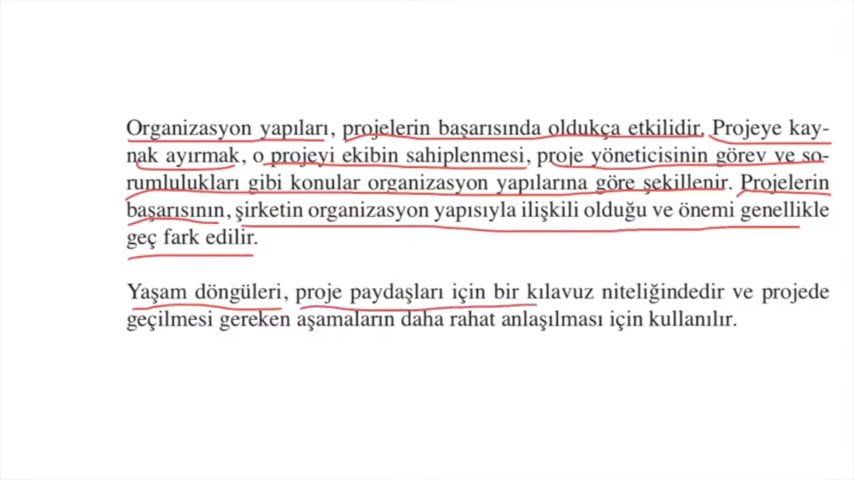 Organizasyon yapıları, projelerin başarısında oldukça etkilidir. Projeye kay-
nak ayırmak, o projeyi ekibin sahiplenmesi, proje yöneticisinin görev ve so-
rumlulukları gibi konular organizasyon yapılarına göre şekillenir. Projelerin
başarısının, şirketin organizasyon yapısıyla ilişkili olduğu ve önemi genellikle
geç fark edilir.
Yaşam döngüleri, proje paydaşları için bir kılavuz niteliğindedir ve projede
geçilmesi gereken aşamaların daha rahat anlaşılması için kullanılır.